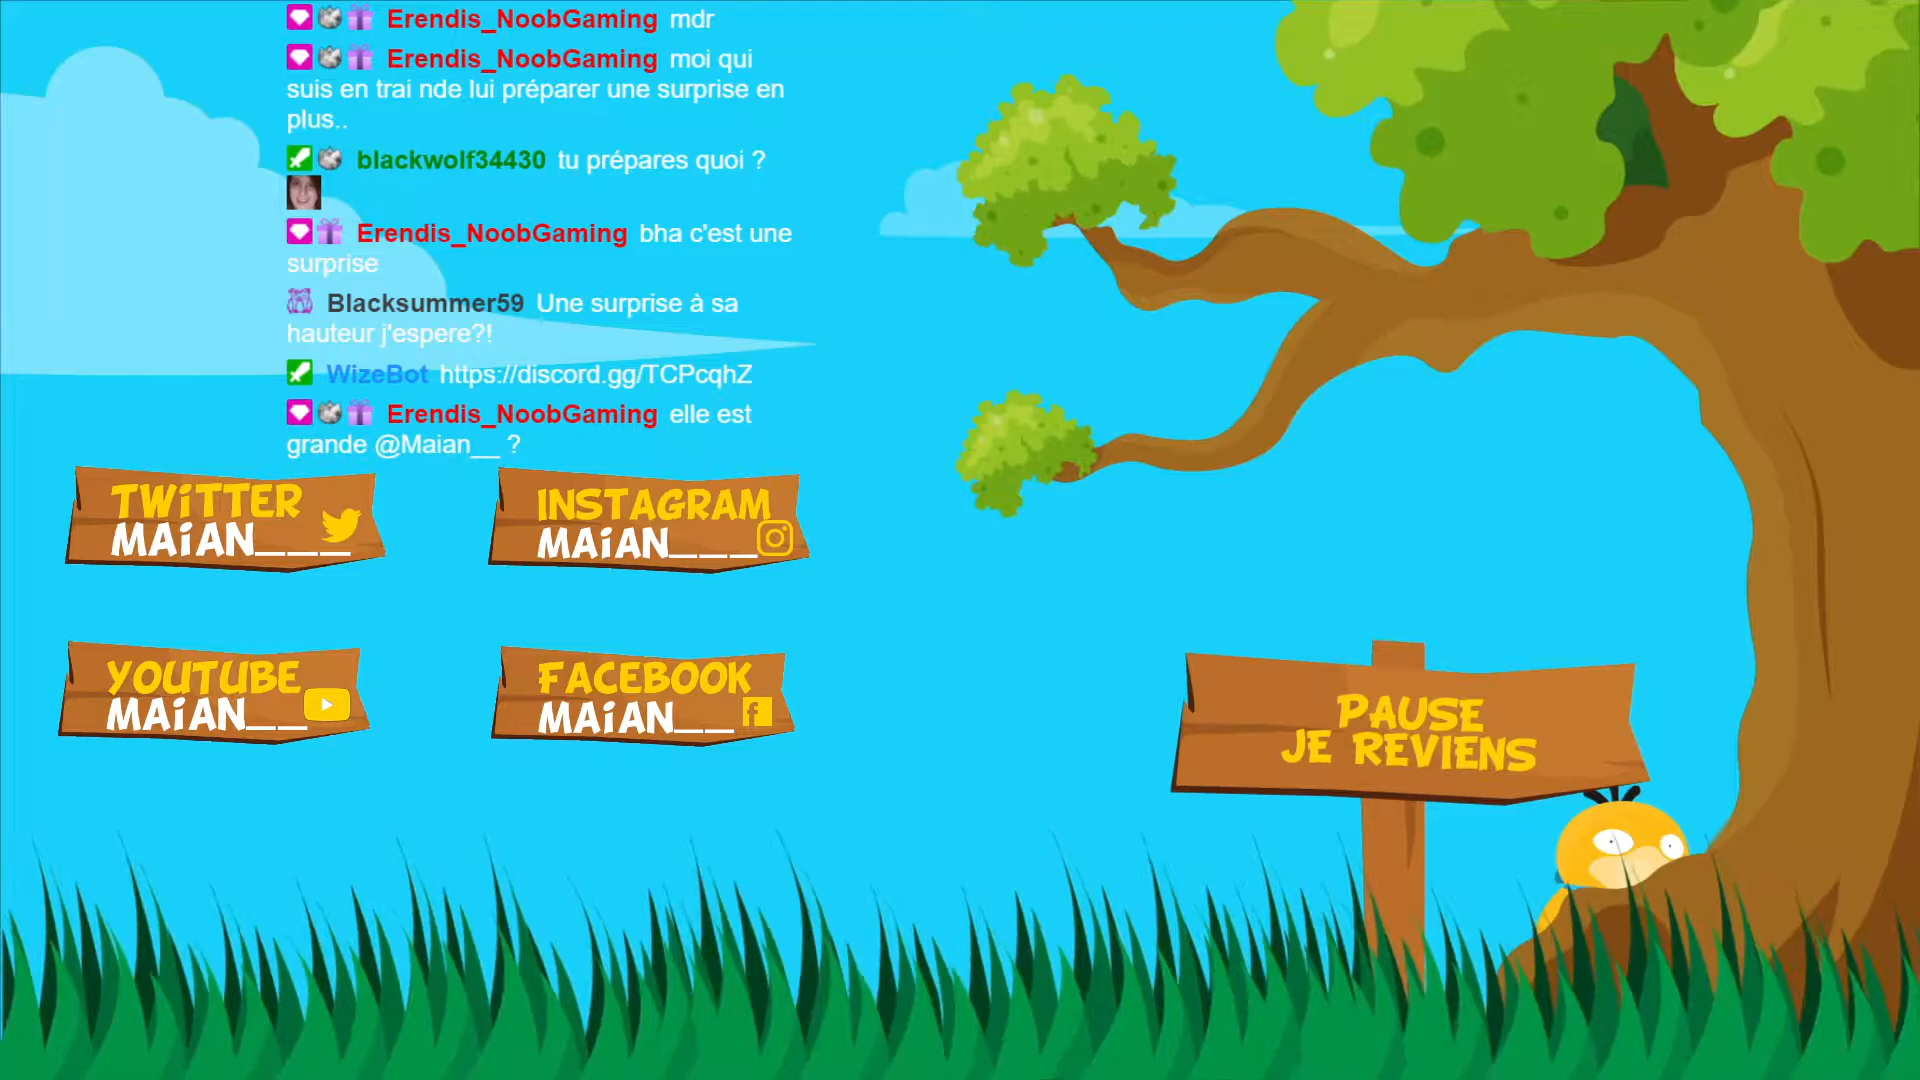 Erendis_NoobGaming mdr
Erendis_NoobGaming moi qui
suis en trai nde lui préparer une surprise en
plus..
blackwolf34430 tu prépares quoi ?
Erendis_NoobGaming bha c'est une
surprise
Blacksummer59 Une surprise à sa
hauteur j'espere?!
WizeBot https://discord.gg/TCPcqhZ
Erendis_NoobGaming elle est
grande @Maian__ ?
TWiTTER
MAiAN___
INSTAGRAM
MAiAN___
YOUTUBE
MAiAN__
FACEBOOK
MAiAN__
PAUSE
JE REVIENS